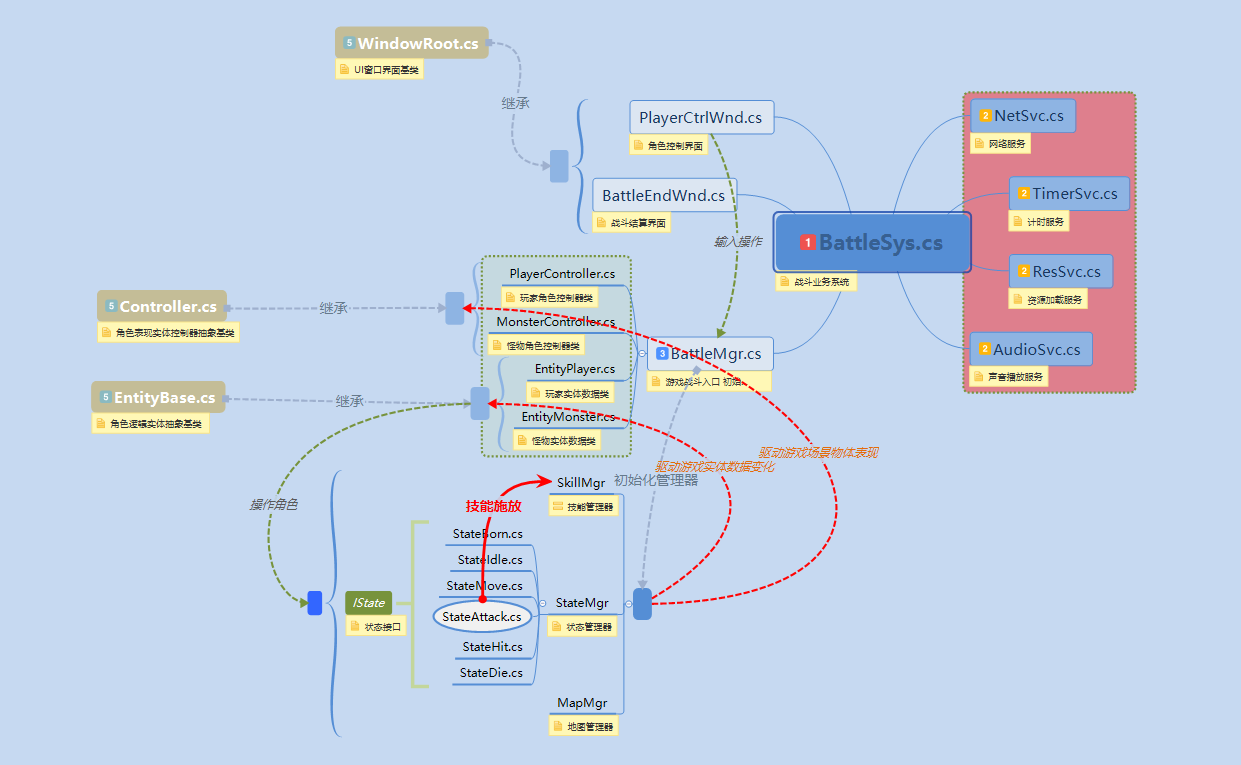 5 WindowRoot.cs
UI窗口界面基类
继承
PlayerCtrlWnd.cs
角色控制界面
BattleEndWnd.cs
战斗结算界面
输入操作
1 BattleSys.cs
战斗业务系统
2 NetSvc.cs
网络服务
2 TimerSvc.cs
计时服务
2 ResSvc.cs
资源加载服务
2 AudioSvc.cs
声音播放服务
5 Controller.cs
角色表现实体控制器抽象基类
继承
PlayerController.cs
玩家角色控制器类
MonsterController.cs
怪物角色控制器类
EntityPlayer.cs
玩家实体数据类
EntityMonster.cs
怪物实体数据类
3 BattleMgr.cs
游戏战斗入口 初始
5 EntityBase.cs
角色逻辑实体抽象基类
继承
驱动游戏场景物体表现
驱动游戏实体数据变化
初始化管理器
操作角色
技能施放
SkillMgr
技能管理器
StateBorn.cs
StateIdle.cs
StateMove.cs
StateAttack.cs
StateHit.cs
StateDie.cs
IState
状态接口
StateMgr
状态管理器
MapMgr
地图管理器